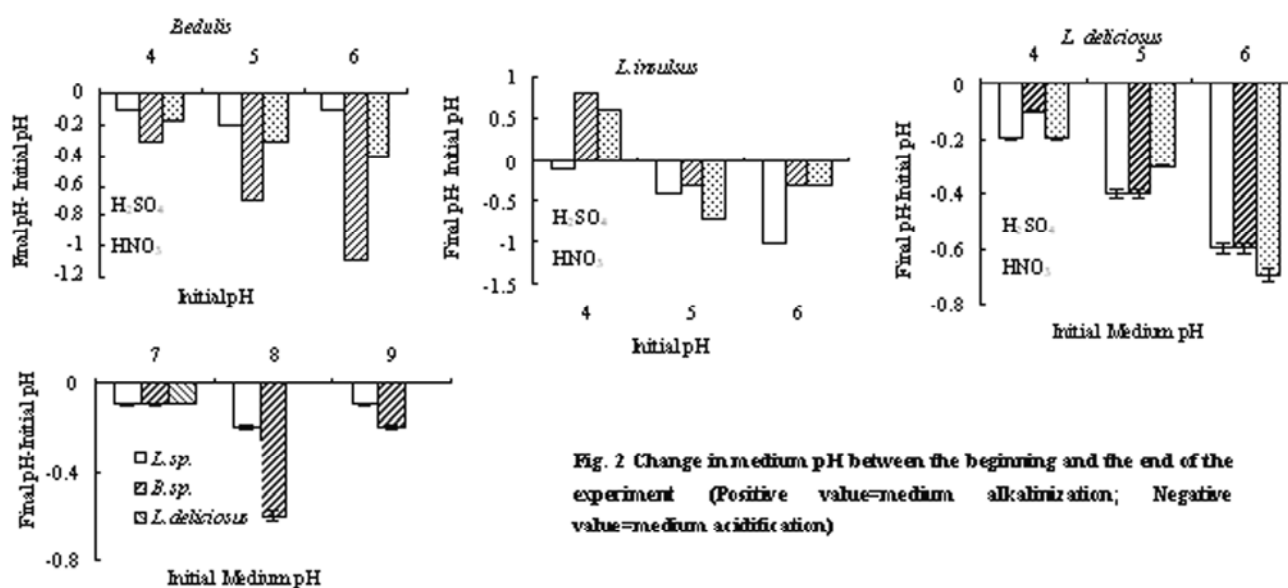 Bedulis
4 5 6
0
-0.2
-0.4
-0.6
-0.8
-1
-1.2
Final pH- Initial pH
H₂SO₄
HNO₃
Initial pH
L.insulsus
1
0.5
0
-0.5
-1
-1.5
Final pH- Initial pH
H₂SO₄
HNO₃
4 5 6
Initial pH
L. deliciosus
4 5 6
0
-0.2
-0.4
-0.6
-0.8
Final pH-Initial pH
H₂SO₄
HNO₃
Initial Medium pH
7 8 9
0
-0.4
-0.8
Final pH-Initial pH
L.sp.
B.sp.
L.deliciosus
Initial Medium pH
Fig. 2 Change in medium pH between the beginning and the end of the
experiment (Positive value=medium alkalinization; Negative
value=medium acidification)